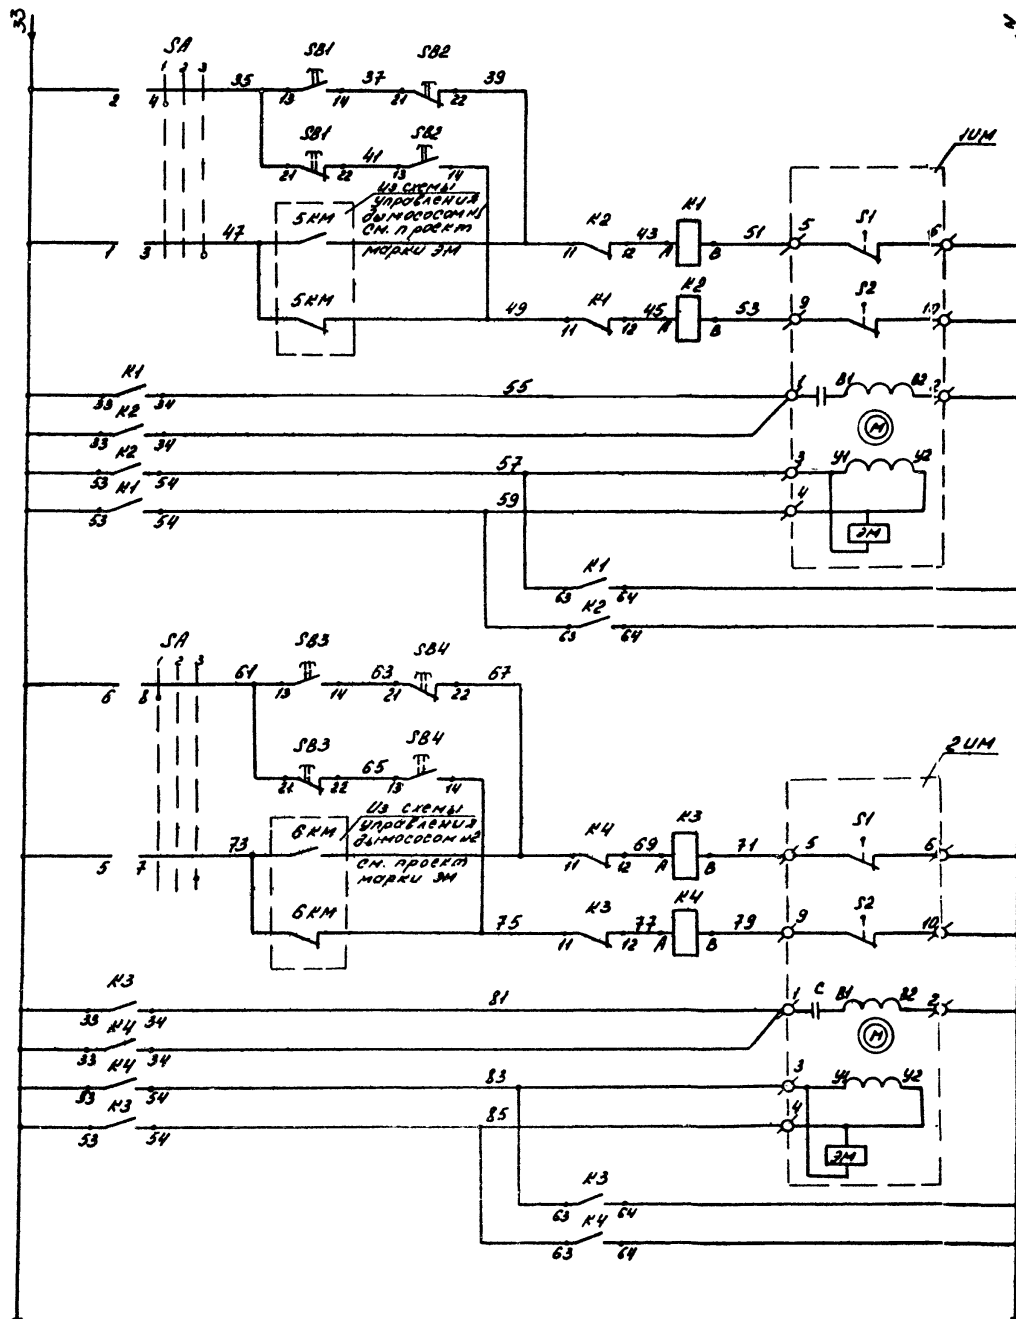 33 N
SA SB1 SB2
1 2 3 35 37 39
2 4 13 14 21 22
SB1 41 SB2
21 22 13 14
1ИМ
Из схемы
управления
дымососом №1
см. проект
марки ЭМ
47 5КМ
1 3
К2 43 К1 51 5 S1 6
11 12 А В
5КМ 49 К1 45 К2 53 9 S2 10
11 12 А В
К1 55 1 В1 В2 2
33 34
К2
33 34
М
К2 57 3 У1 У2
53 54
К1 59 4
53 54
ЭМ
К1
63 64
К2
63 64
SA SB3 SB4
1 2 3 61 63 67
6 8 13 14 21 22
SB3 65 SB4
21 22 13 14
2ИМ
Из схемы
управления
дымососом №2
см. проект
марки ЭМ
73 6КМ
5 7
К4 69 К3 71 5 S1 6
11 12 А В
6КМ 75 К3 77 К4 79 9 S2 10
11 12 А В
К3 81 1 С В1 В2 2
33 34
К4
33 34
М
К4 83 3 У1 У2
53 54
К3 85 4
53 54
ЭМ
К3
63 64
К4
63 64